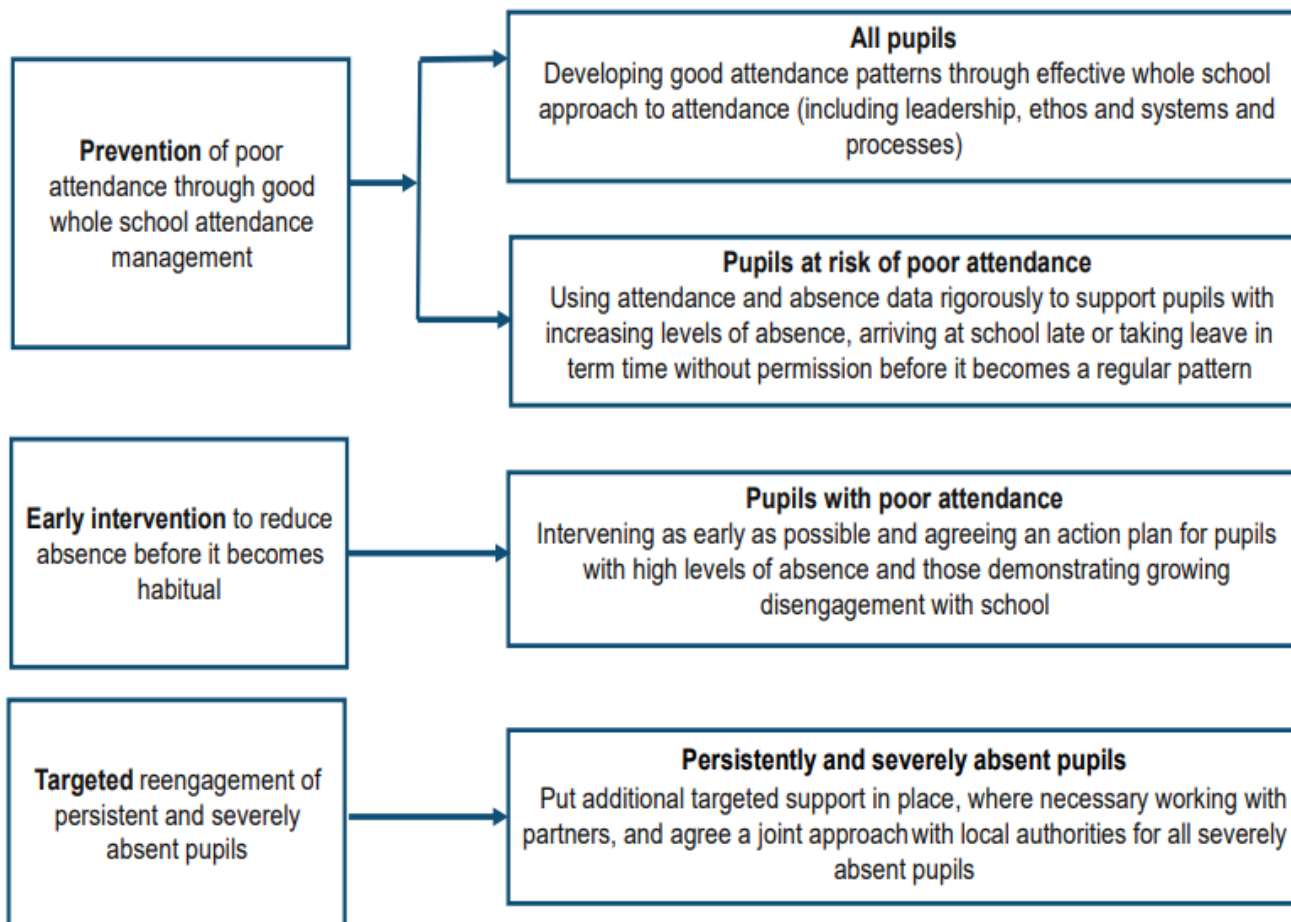 Prevention of poor
attendance through good
whole school attendance
management
All pupils
Developing good attendance patterns through effective whole school
approach to attendance (including leadership, ethos and systems and
processes)
Pupils at risk of poor attendance
Using attendance and absence data rigorously to support pupils with
increasing levels of absence, arriving at school late or taking leave in
term time without permission before it becomes a regular pattern
Early intervention to reduce
absence before it becomes
habitual
Pupils with poor attendance
Intervening as early as possible and agreeing an action plan for pupils
with high levels of absence and those demonstrating growing
disengagement with school
Targeted reengagement of
persistent and severely
absent pupils
Persistently and severely absent pupils
Put additional targeted support in place, where necessary working with
partners, and agree a joint approach with local authorities for all severely
absent pupils